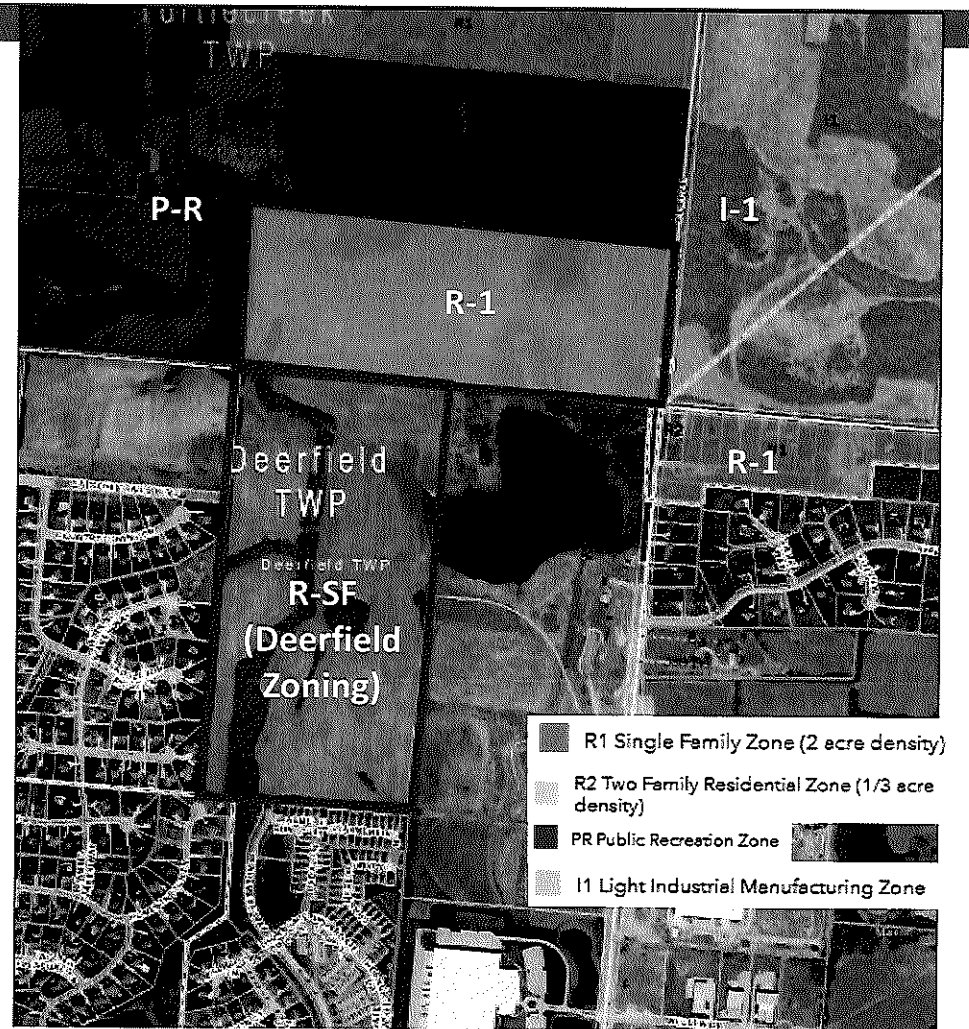 Turtlecreek
TWP
P-R
I-1
R-1
Deerfield
TWP
R-1
Deerfield TWP
R-SF
(Deerfield
Zoning)
R1 Single Family Zone (2 acre density)
R2 Two Family Residential Zone (1/3 acre
density)
PR Public Recreation Zone
I1 Light Industrial Manufacturing Zone